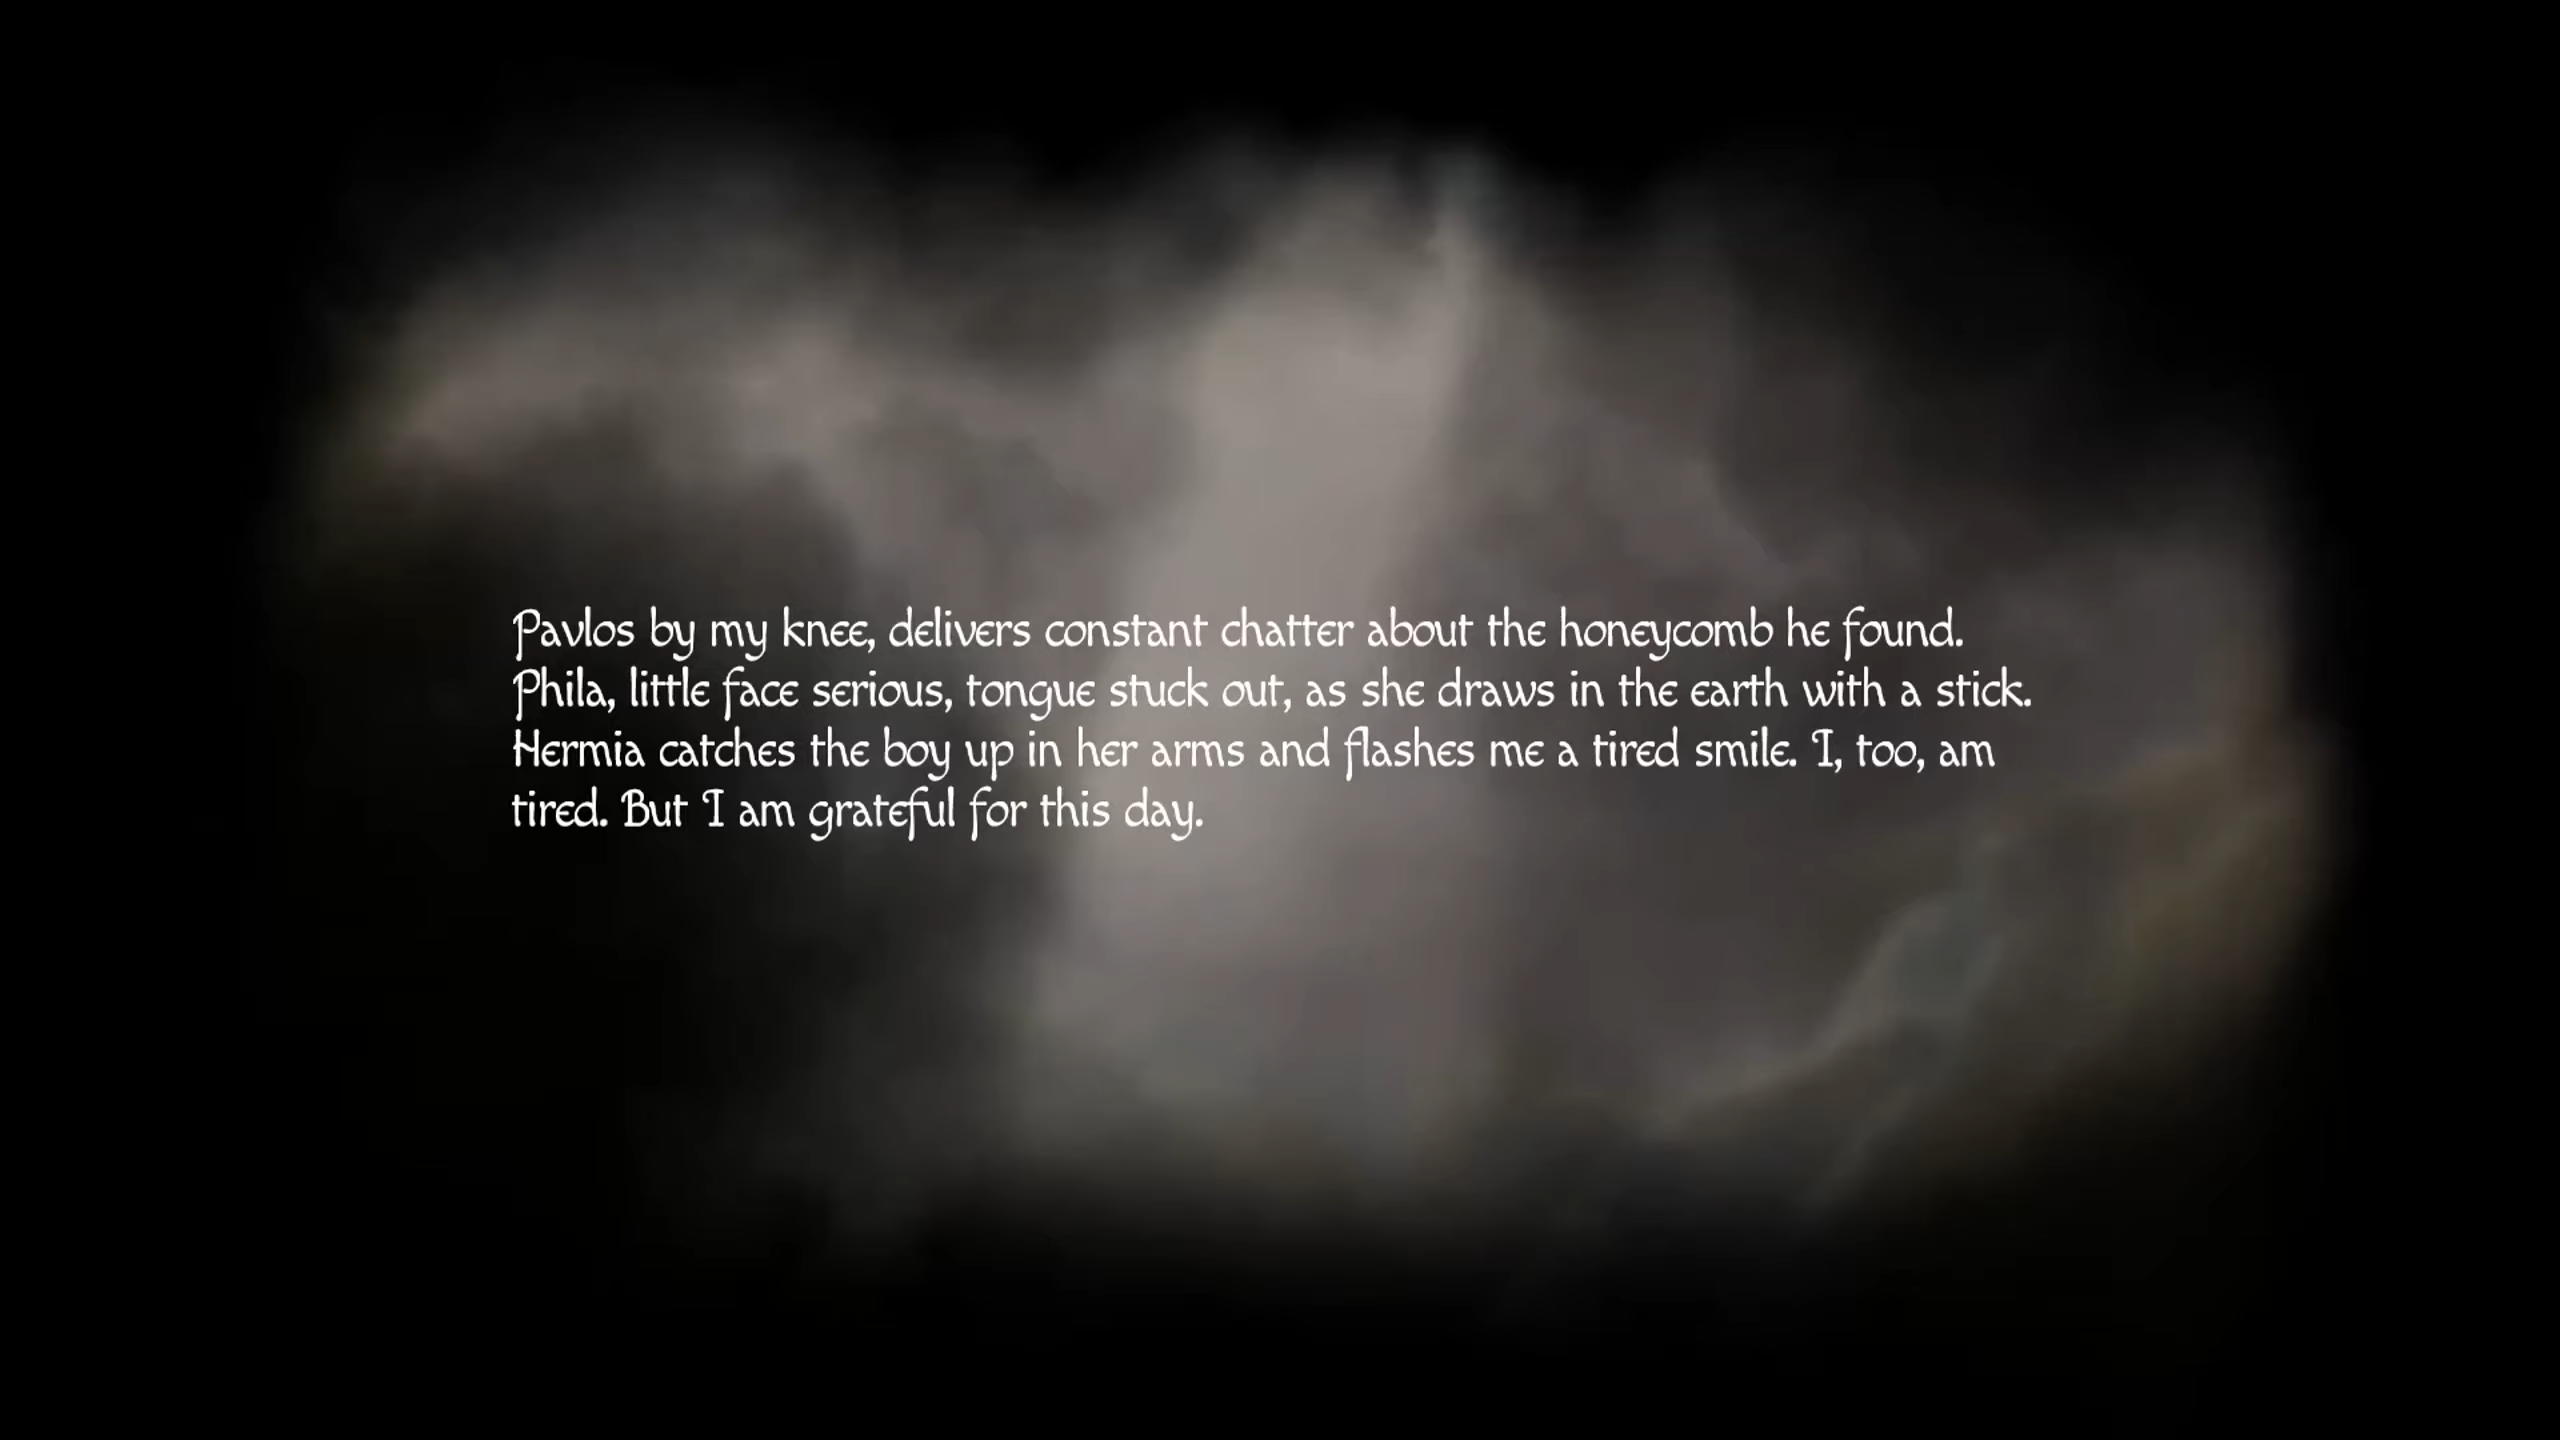 Pavlos by my knee, delivers constant chatter about the honeycomb he found.
Phila, little face serious, tongue stuck out, as she draws in the earth with a stick.
Hermia catches the boy up in her arms and flashes me a tired smile. I, too, am
tired. But I am grateful for this day.